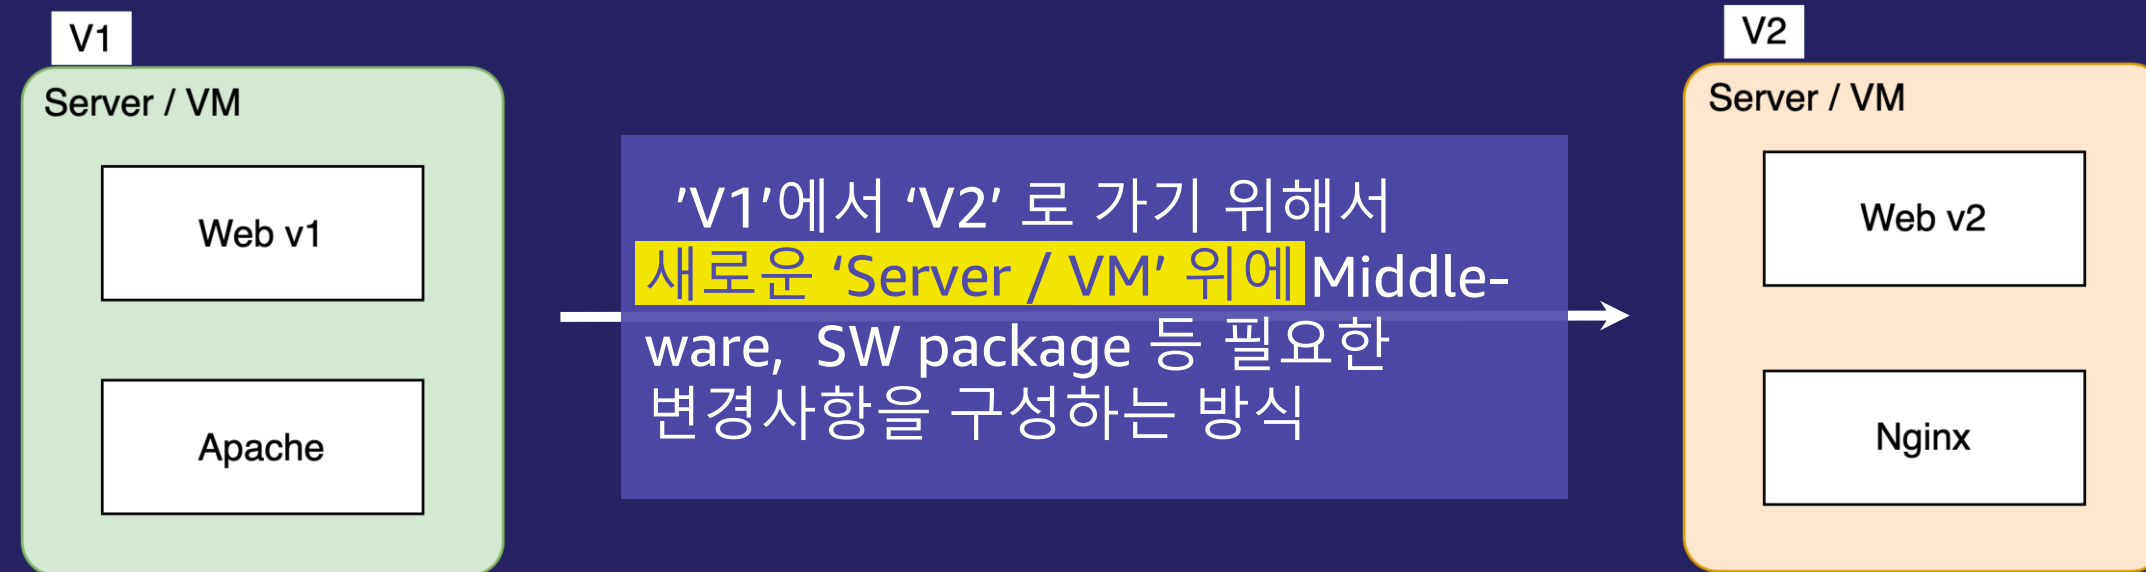 V1
Server / VM
Web v1
Apache
’V1’에서 ‘V2’ 로 가기 위해서
새로운 ‘Server / VM’ 위에 Middle-
ware, SW package 등 필요한
변경사항을 구성하는 방식
V2
Server / VM
Web v2
Nginx